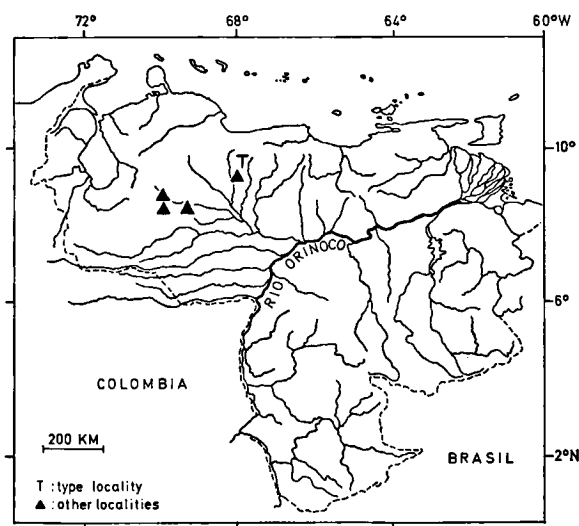 72° 68° 64° 60°W
T
10°
RIO ORINOCO
6°
COLOMBIA
200 KM
BRASIL
2°N
T : type locality
▲ : other localities